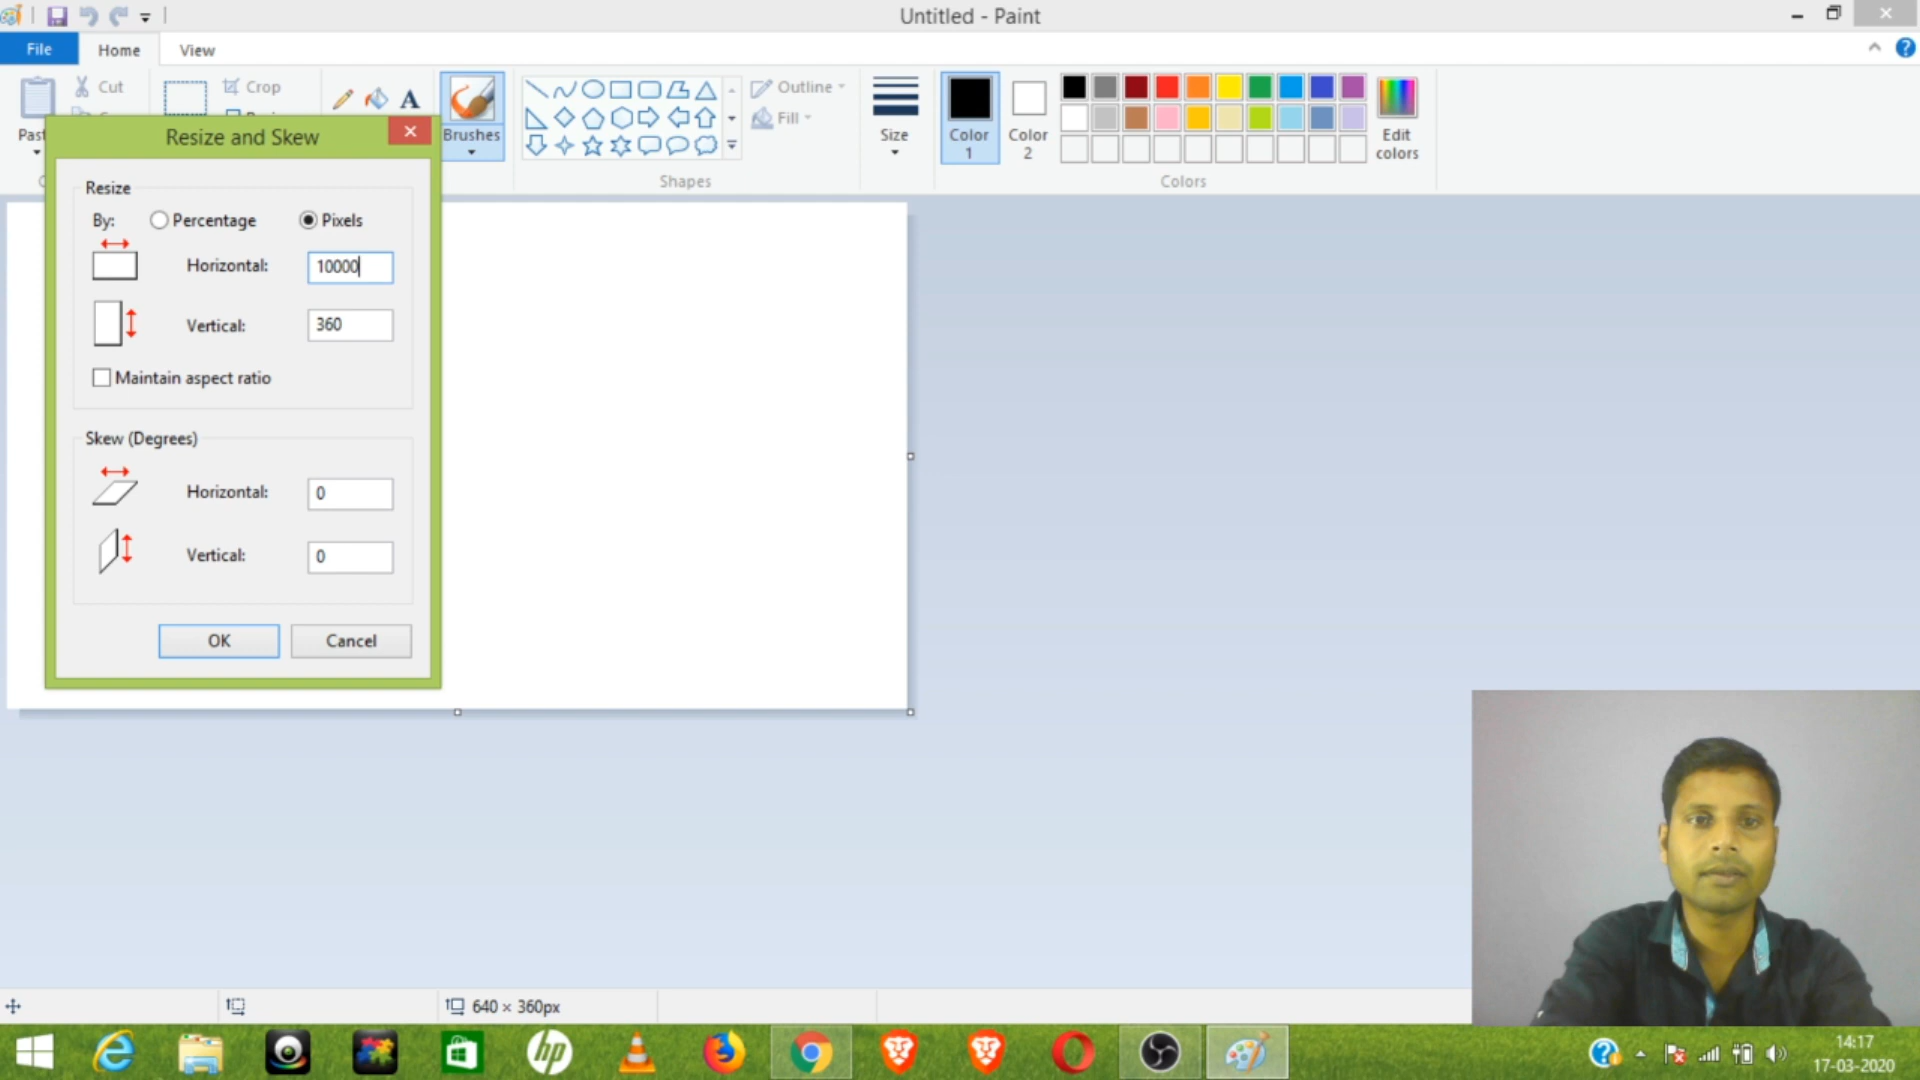 Untitled - Paint
File
Home
View
Cut
Crop
A
Brushes
Outline
Fill
Size
Color 1
Color 2
Edit colors
Shapes
Colors
Resize and Skew
Resize
By:
Percentage
Pixels
Horizontal:
10000
Vertical:
360
Maintain aspect ratio
Skew (Degrees)
Horizontal:
0
Vertical:
0
OK
Cancel
640 × 360px
hp
14:17
17-03-2020